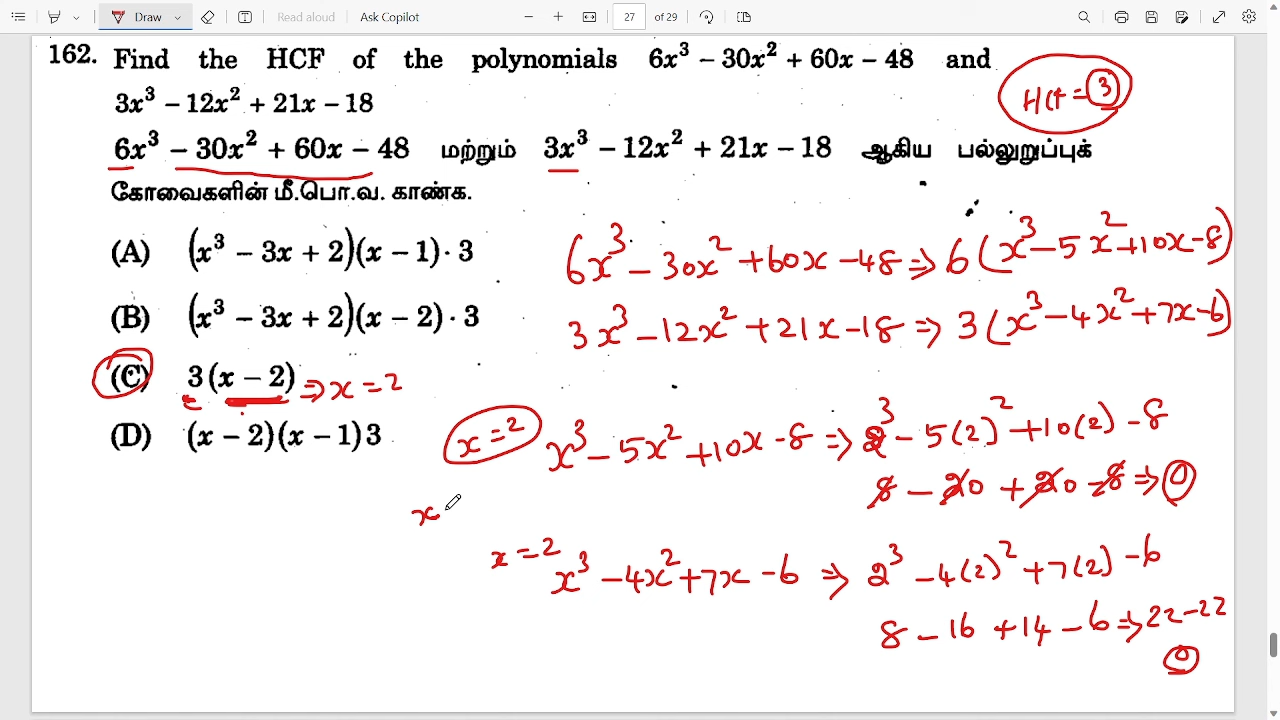 Draw
Read aloud
Ask Copilot
27 of 29
162. Find the HCF of the polynomials 6x³ − 30x² + 60x − 48 and
3x³ − 12x² + 21x − 18
HCF = 3
6x³ − 30x² + 60x − 48 மற்றும் 3x³ − 12x² + 21x − 18 ஆகிய பல்லுறுப்புக்
கோவைகளின் மீ.பொ.வ. காண்க.
(A) (x³ − 3x + 2)(x − 1) · 3
6x³ − 30x² + 60x − 48 ⇒ 6(x³ − 5x² + 10x − 8)
(B) (x³ − 3x + 2)(x − 2) · 3
3x³ − 12x² + 21x − 18 ⇒ 3(x³ − 4x² + 7x − 6)
(C) 3(x − 2) ⇒ x = 2
(D) (x − 2)(x − 1)3
x = 2 x³ − 5x² + 10x − 8 ⇒ 2³ − 5(2)² + 10(2) − 8
8 − 20 + 20 − 8 ⇒ 0
x
x = 2 x³ − 4x² + 7x − 6 ⇒ 2³ − 4(2)² + 7(2) − 6
8 − 16 + 14 − 6 ⇒ 22 − 22
0